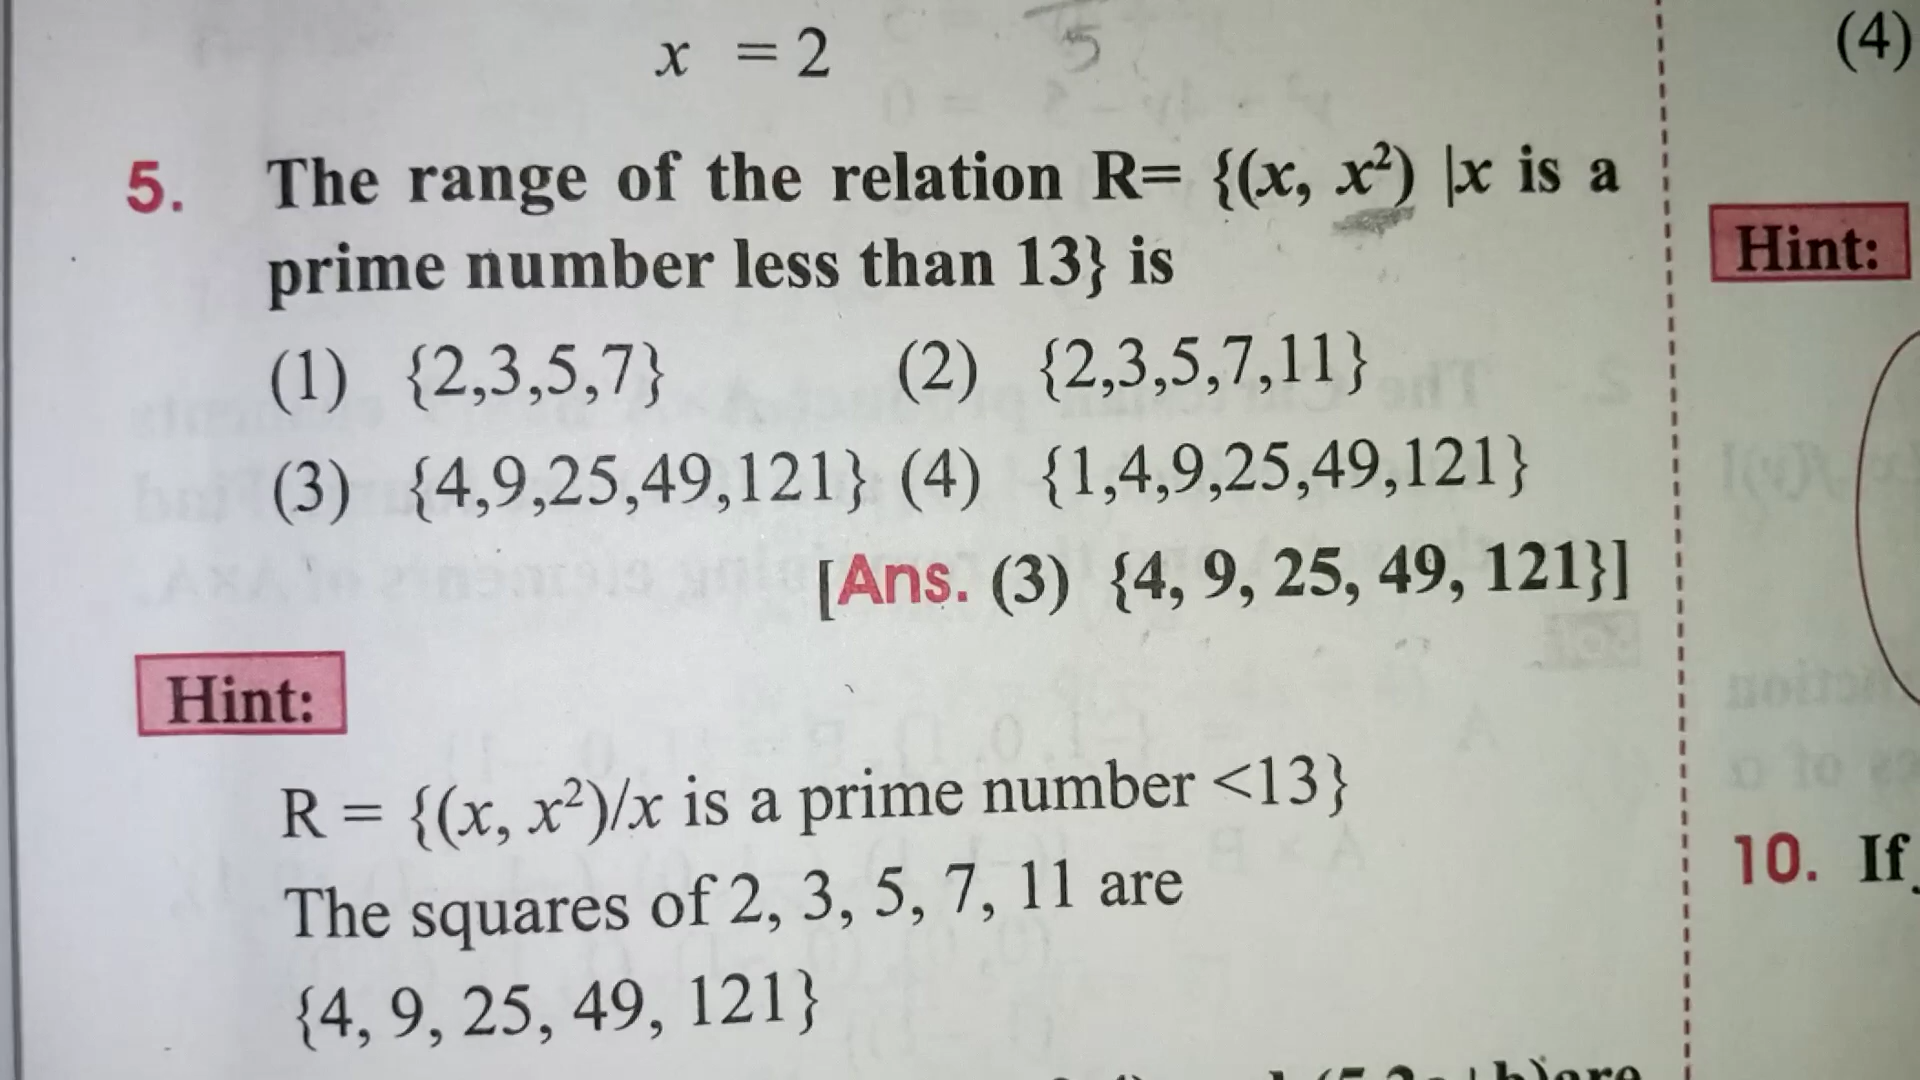 x = 2
5
5. The range of the relation R= {(x, x²) |x is a
prime number less than 13} is
(1) {2,3,5,7} (2) {2,3,5,7,11}
(3) {4,9,25,49,121} (4) {1,4,9,25,49,121}
[Ans. (3) {4, 9, 25, 49, 121}]
Hint:
R = {(x, x²)/x is a prime number <13}
The squares of 2, 3, 5, 7, 11 are
{4, 9, 25, 49, 121}
(4)
Hint:
10. If